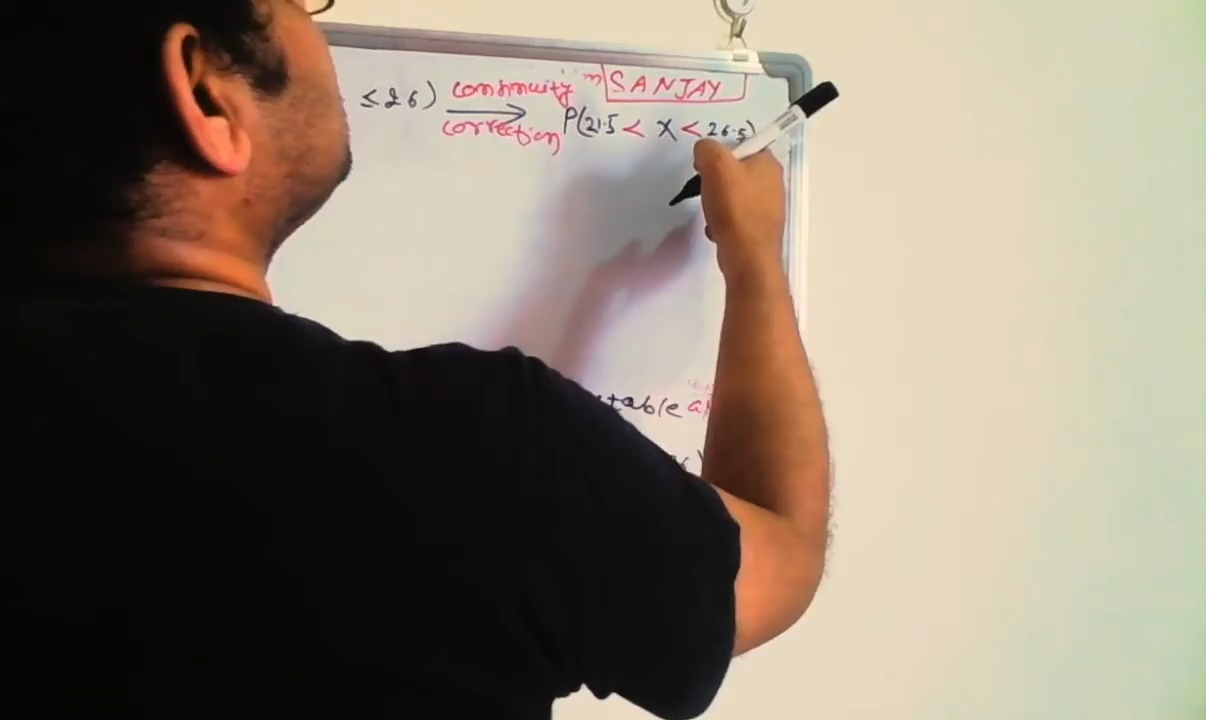 SANJAY
≤26) continuity
correction P(21.5 < X < 26.5)
table